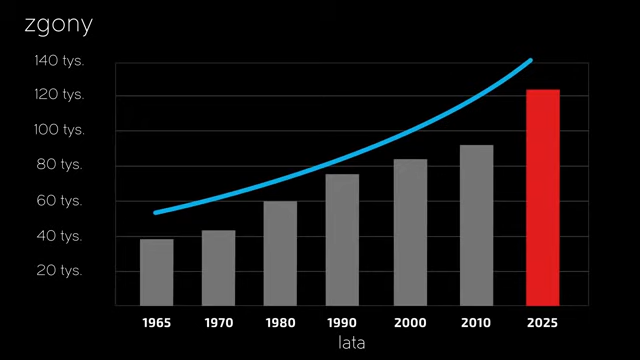 zgony
140 tys.
120 tys.
100 tys.
80 tys.
60 tys.
40 tys.
20 tys.
1965 1970 1980 1990 2000 2010 2025
lata